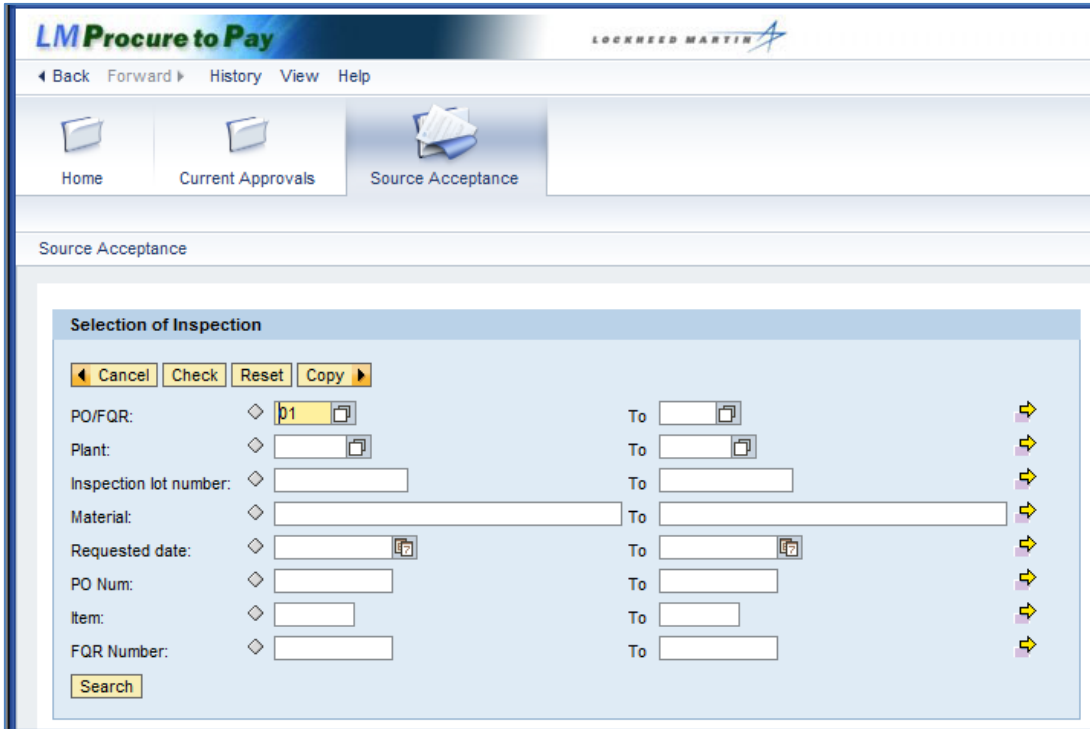 LM Procure to Pay LOCKHEED MARTIN
Back Forward History View Help
Home Current Approvals Source Acceptance
Source Acceptance
Selection of Inspection
Cancel Check Reset Copy
PO/FQR: 01 To
Plant: To
Inspection lot number: To
Material: To
Requested date: To
PO Num: To
Item: To
FQR Number: To
Search